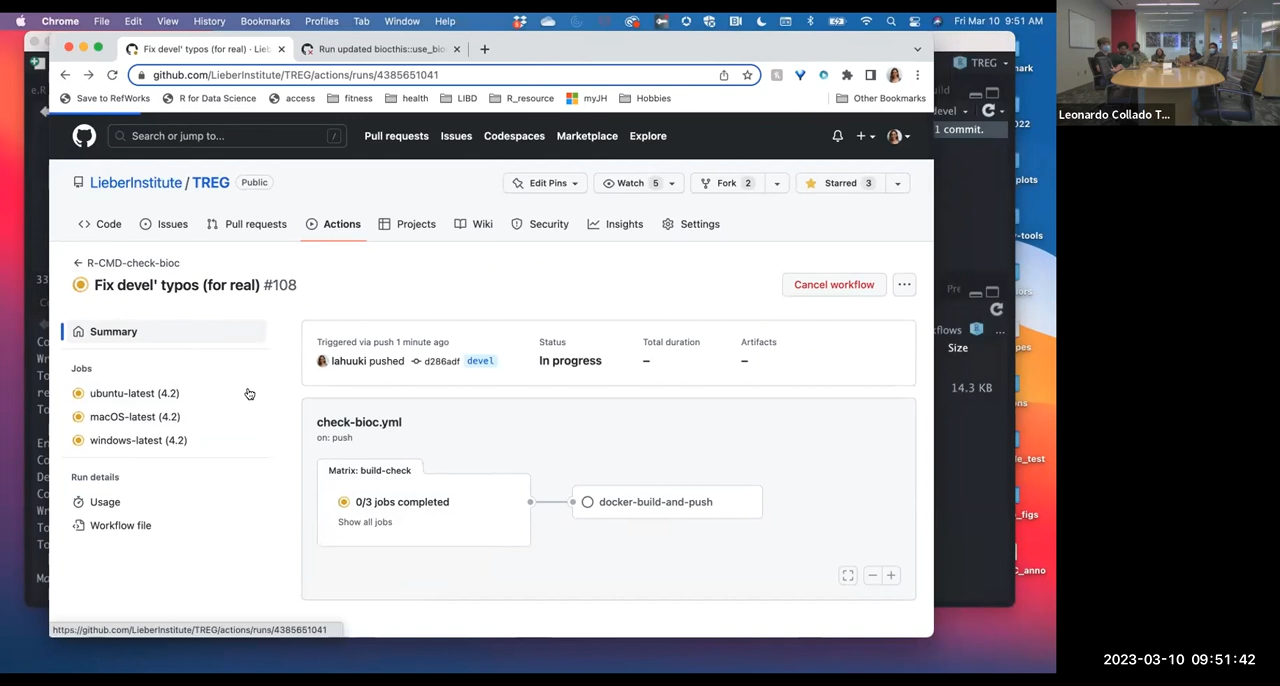 Chrome File Edit View History Bookmarks Profiles Tab Window Help Fri Mar 10 9:51 AM
Fix devel' typos (for real) · Lieb
Run updated biocthis::use_bio
github.com/LieberInstitute/TREG/actions/runs/4385651041
Save to RefWorks R for Data Science access fitness health LIBD R_resource myJH Hobbies Other Bookmarks
Search or jump to... /
Pull requests Issues Codespaces Marketplace Explore
LieberInstitute / TREG Public
Edit Pins Watch 5 Fork 2 Starred 3
Code Issues Pull requests Actions Projects Wiki Security Insights Settings
R-CMD-check-bioc
Fix devel' typos (for real) #108
Cancel workflow
Summary
Jobs
ubuntu-latest (4.2)
macOS-latest (4.2)
windows-latest (4.2)
Run details
Usage
Workflow file
Triggered via push 1 minute ago
lahuuki pushed d286adf devel
Status
In progress
Total duration
–
Artifacts
–
check-bioc.yml
on: push
Matrix: build-check
0/3 jobs completed
Show all jobs
docker-build-and-push
https://github.com/LieberInstitute/TREG/actions/runs/4385651041
TREG
1 commit.
Size
14.3 KB
Leonardo Collado T...
2023-03-10 09:51:42